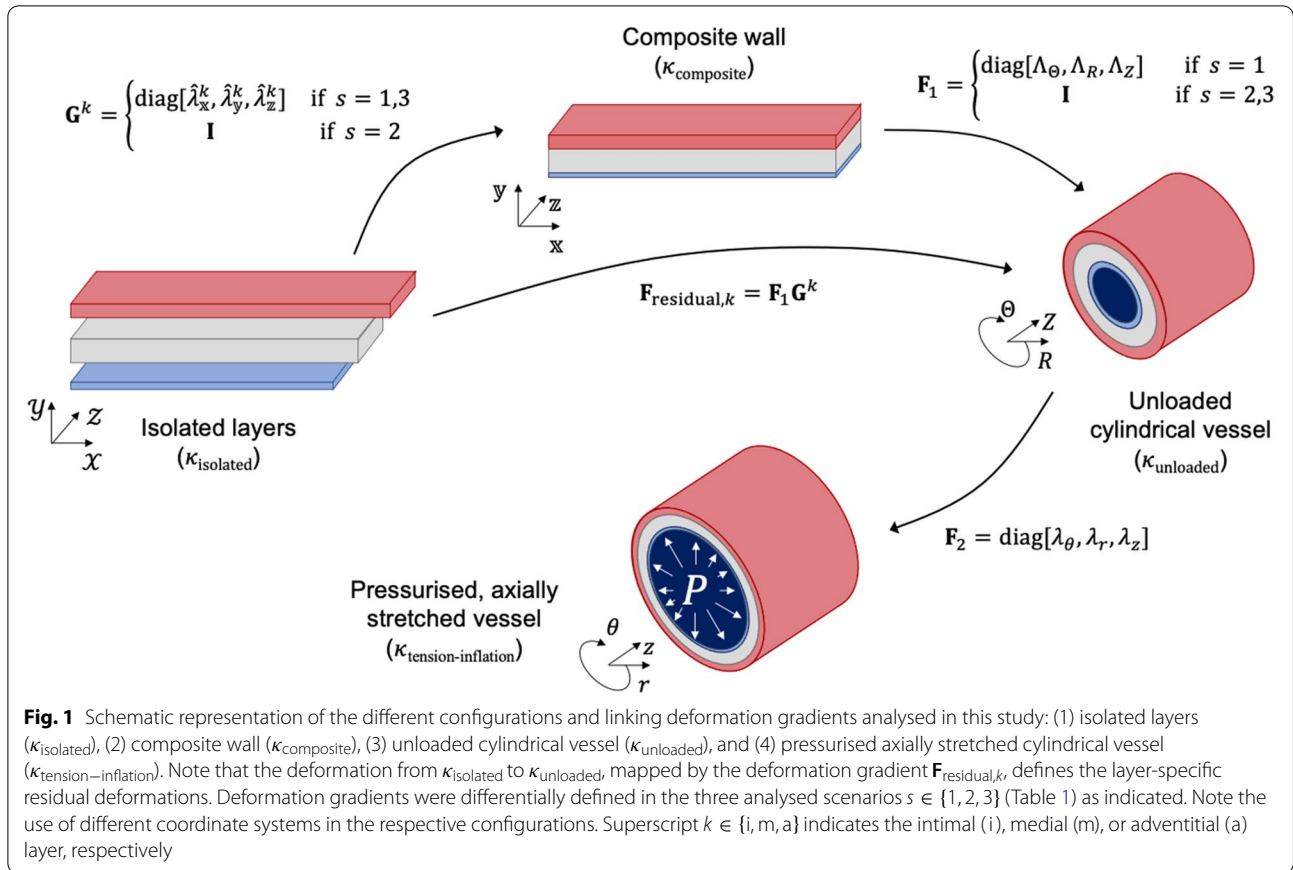 Composite wall
(κcomposite)
𝐆ᵏ = { diag[λ̂ᵏ𝕩, λ̂ᵏ𝕪, λ̂ᵏ𝕫] if s = 1,3
𝐈 if s = 2
𝐅₁ = { diag[ΛΘ, ΛR, ΛZ] if s = 1
𝐈 if s = 2,3
𝕪
𝕫
𝕩
𝐅residual,k = 𝐅₁𝐆ᵏ
Θ
Z
R
𝒴
𝓏
𝓍
Isolated layers
(κisolated)
Unloaded
cylindrical vessel
(κunloaded)
𝐅₂ = diag[λθ, λr, λz]
P
Pressurised, axially
stretched vessel
(κtension-inflation)
θ
z
r
Fig. 1 Schematic representation of the different configurations and linking deformation gradients analysed in this study: (1) isolated layers
(κisolated), (2) composite wall (κcomposite), (3) unloaded cylindrical vessel (κunloaded), and (4) pressurised axially stretched cylindrical vessel
(κtension−inflation). Note that the deformation from κisolated to κunloaded, mapped by the deformation gradient 𝐅residual,k, defines the layer-specific
residual deformations. Deformation gradients were differentially defined in the three analysed scenarios s ∈ {1, 2, 3} (Table 1) as indicated. Note the
use of different coordinate systems in the respective configurations. Superscript k ∈ {i, m, a} indicates the intimal (i), medial (m), or adventitial (a)
layer, respectively